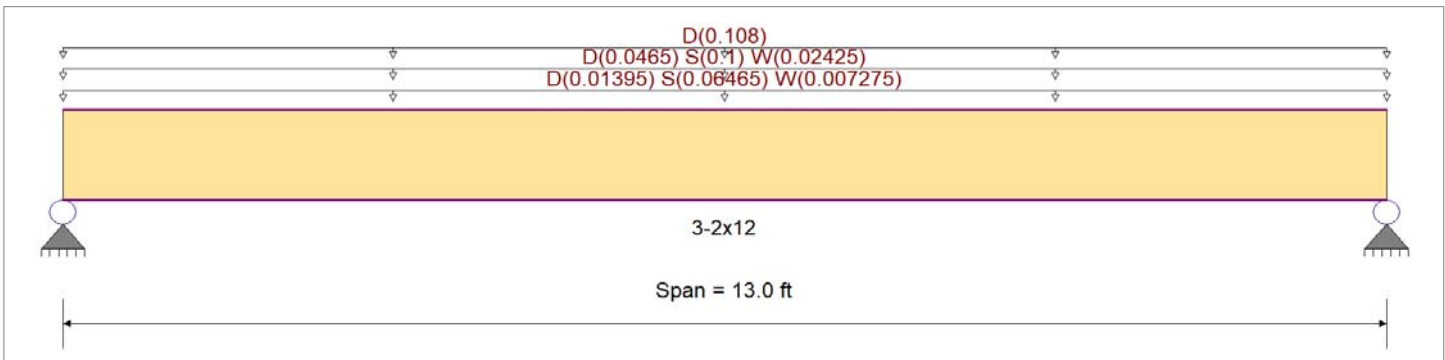 D(0.108)
D(0.0465) S(0.1) W(0.02425)
D(0.01395) S(0.06465) W(0.007275)
3-2x12
Span = 13.0 ft